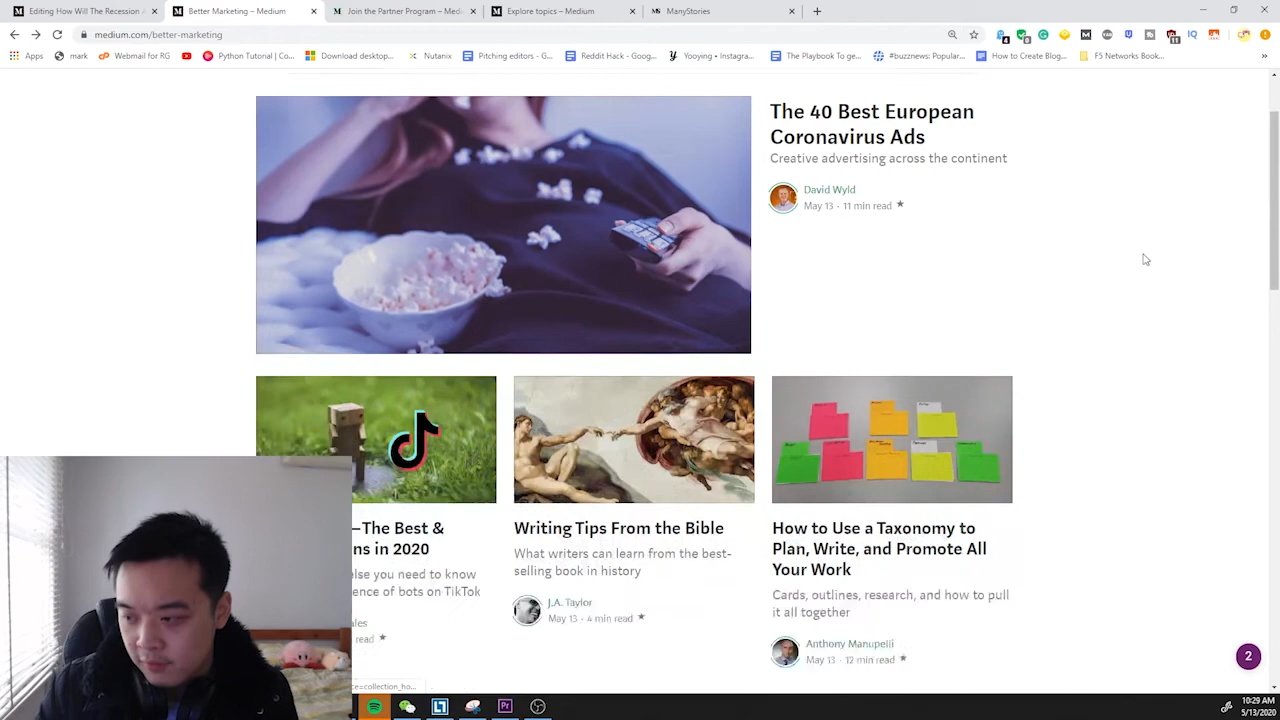 Editing How Will The Recession A
Better Marketing – Medium
Join the Partner Program – Medi
Explore topics – Medium
ManyStories
medium.com/better-marketing
Apps
mark
Webmail for RG
Python Tutorial | Co...
Download desktop...
Nutanix
Pitching editors - G...
Reddit Hack - Goog...
Yooying • Instagra...
The Playbook To ge...
#buzznews: Popular...
How to Create Blog...
F5 Networks Book...
The 40 Best European
Coronavirus Ads
Creative advertising across the continent
David Wyld
May 13 · 11 min read ★
–The Best &
ns in 2020
lse you need to know
ence of bots on TikTok
ales
read ★
Writing Tips From the Bible
What writers can learn from the best-
selling book in history
J.A. Taylor
May 13 · 4 min read ★
How to Use a Taxonomy to
Plan, Write, and Promote All
Your Work
Cards, outlines, research, and how to pull
it all together
Anthony Manupelli
May 13 · 12 min read ★
2
ce=collection_ho...
10:29 AM
5/13/2020